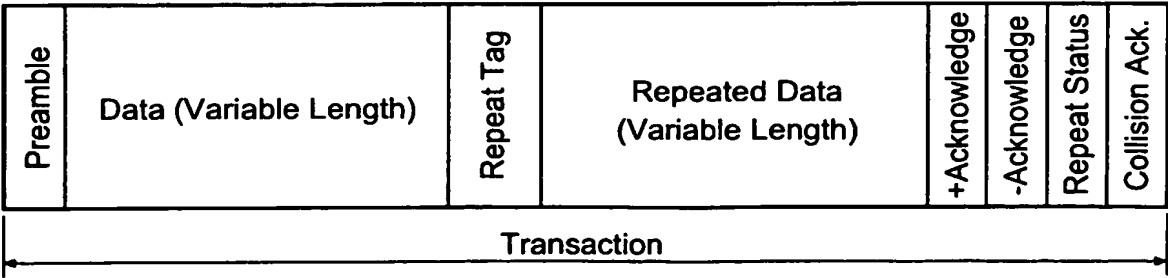 Preamble
Data (Variable Length)
Repeat Tag
Repeated Data
(Variable Length)
+Acknowledge
-Acknowledge
Repeat Status
Collision Ack.
Transaction